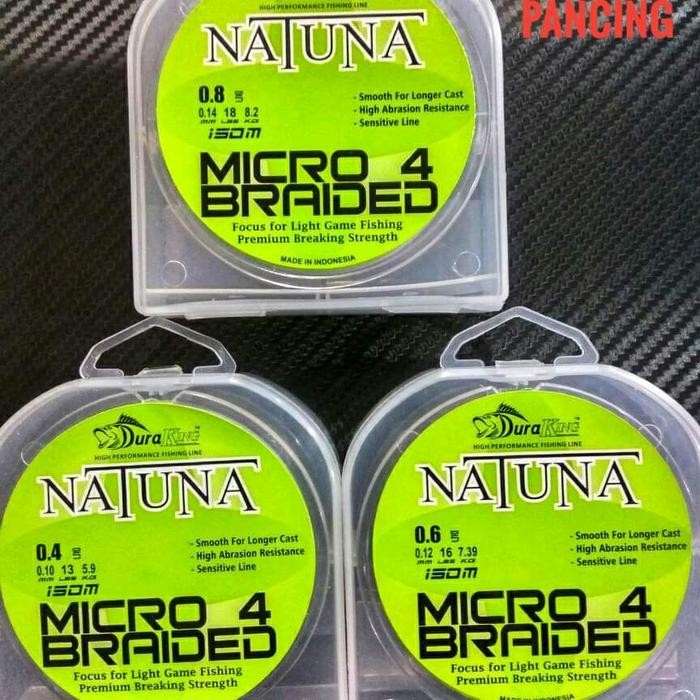 PANCING
HIGH PERFORMANCE FISHING LINE
NATUNA
0.8
- Smooth For Longer Cast
0.14 18 8.2
- High Abrasion Resistance
MM LBS KG
- Sensitive Line
150M
MICRO 4
BRAIDED
Focus for Light Game Fishing
Premium Breaking Strength
MADE IN INDONESIA
DuraKing™
HIGH PERFORMANCE FISHING LINE
NATUNA
0.4
- Smooth For Longer Cast
0.10 13 5.9
- High Abrasion Resistance
MM LBS KG
- Sensitive Line
150M
MICRO 4
BRAIDED
Focus for Light Game Fishing
Premium Breaking Strength
DuraKing™
HIGH PERFORMANCE FISHING LINE
NATUNA
0.6
- Smooth For Longer Cast
0.12 16 7.39
- High Abrasion Resistance
MM LBS KG
- Sensitive Line
150M
MICRO 4
BRAIDED
Focus for Light Game Fishing
Premium Breaking Strength
MADE IN INDONESIA